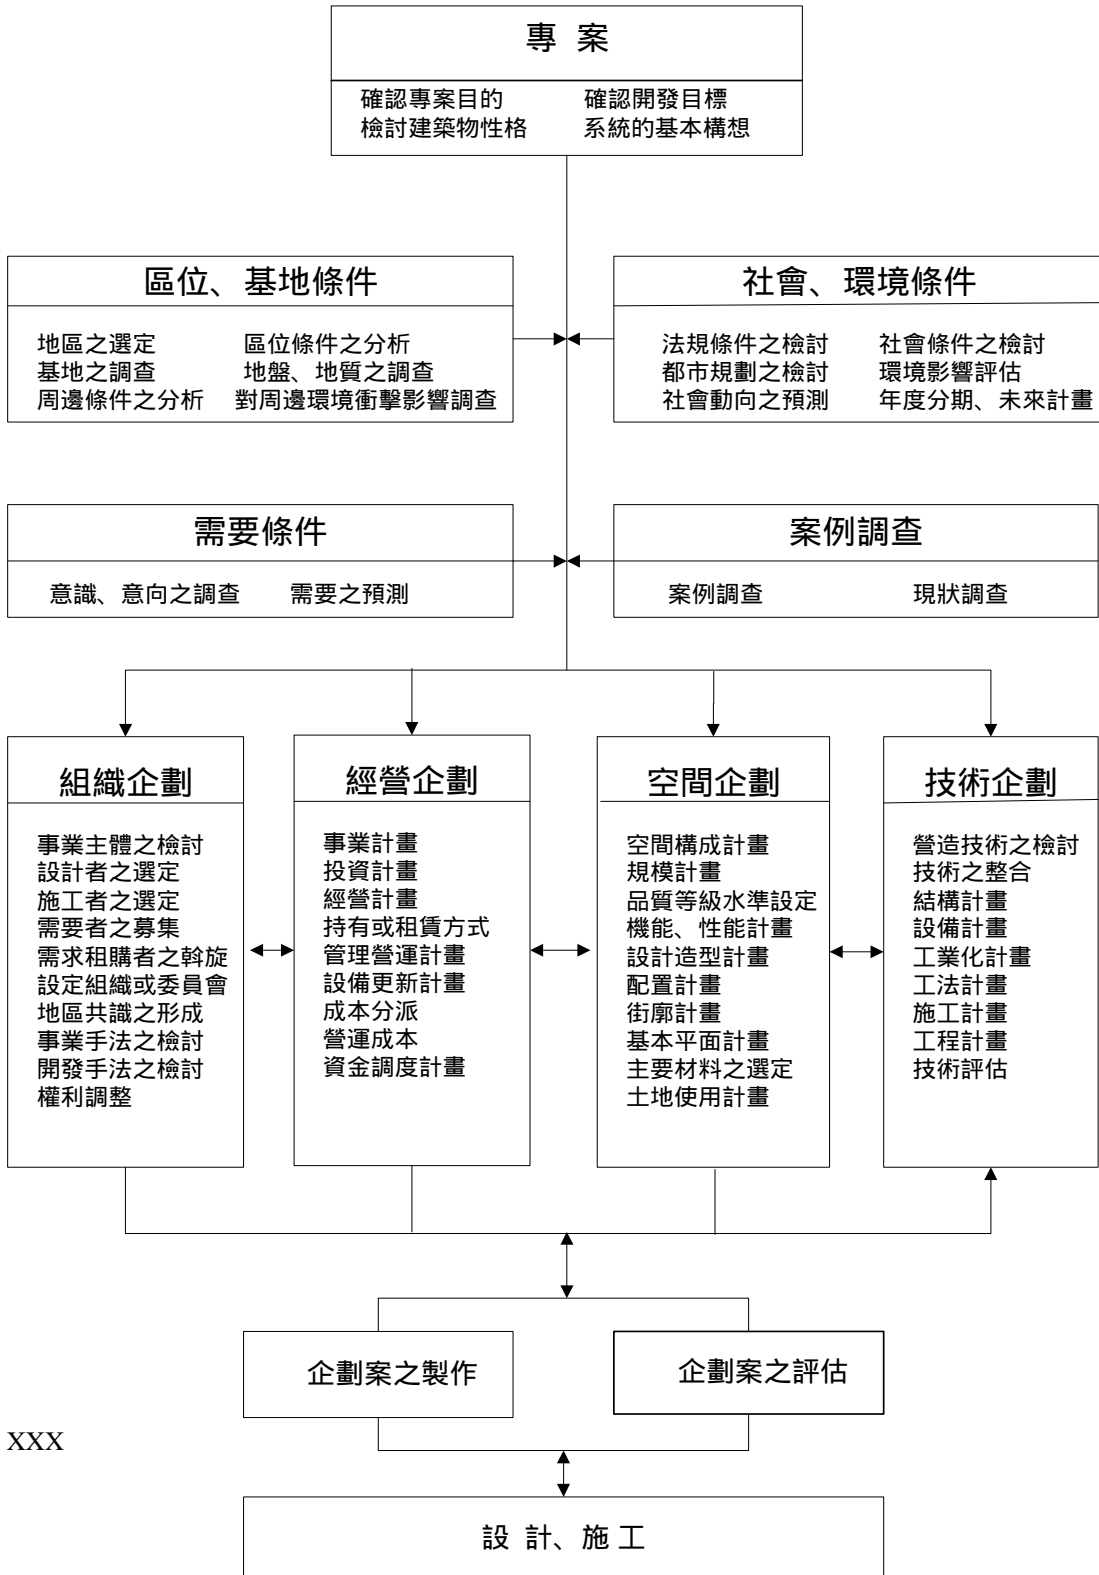 專 案
確認專案目的 確認開發目標
檢討建築物性格 系統的基本構想
區位、基地條件
地區之選定 區位條件之分析
基地之調查 地盤、地質之調查
周邊條件之分析 對周邊環境衝擊影響調查
社會、環境條件
法規條件之檢討 社會條件之檢討
都市規劃之檢討 環境影響評估
社會動向之預測 年度分期、未來計畫
需要條件
意識、意向之調查 需要之預測
案例調查
案例調查 現狀調查
組織企劃
事業主體之檢討
設計者之選定
施工者之選定
需要者之募集
需求租購者之斡旋
設定組織或委員會
地區共識之形成
事業手法之檢討
開發手法之檢討
權利調整
經營企劃
事業計畫
投資計畫
經營計畫
持有或租賃方式
管理營運計畫
設備更新計畫
成本分派
營運成本
資金調度計畫
空間企劃
空間構成計畫
規模計畫
品質等級水準設定
機能、性能計畫
設計造型計畫
配置計畫
街廓計畫
基本平面計畫
主要材料之選定
土地使用計畫
技術企劃
營造技術之檢討
技術之整合
結構計畫
設備計畫
工業化計畫
工法計畫
施工計畫
工程計畫
技術評估
企劃案之製作
企劃案之評估
XXX
設 計、施 工